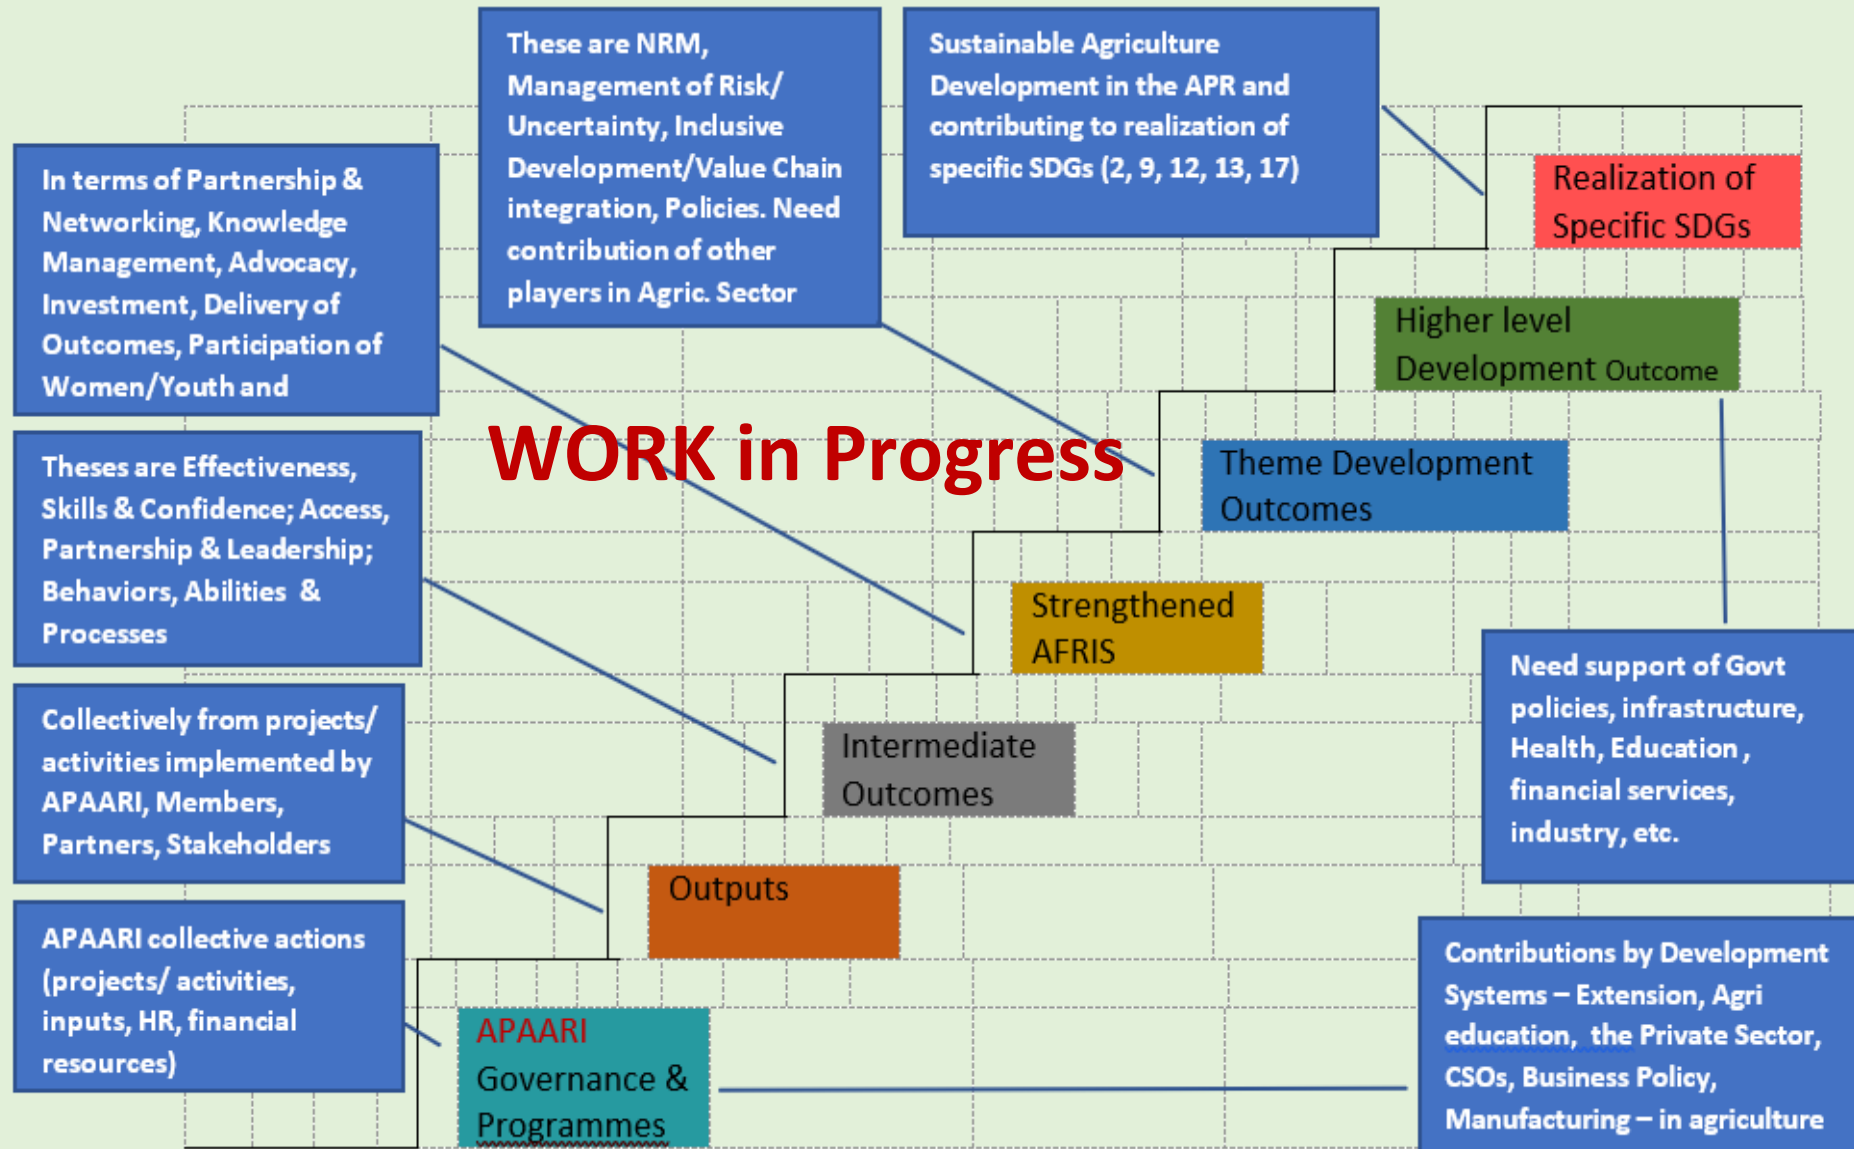 These are NRM,
Management of Risk/
Uncertainty, Inclusive
Development/Value Chain
integration, Policies. Need
contribution of other
players in Agric. Sector
Sustainable Agriculture
Development in the APR and
contributing to realization of
specific SDGs (2, 9, 12, 13, 17)
In terms of Partnership &
Networking, Knowledge
Management, Advocacy,
Investment, Delivery of
Outcomes, Participation of
Women/Youth and
Realization of
Specific SDGs
Higher level
Development Outcome
WORK in Progress
Theme Development
Outcomes
Theses are Effectiveness,
Skills & Confidence; Access,
Partnership & Leadership;
Behaviors, Abilities &
Processes
Strengthened
AFRIS
Need support of Govt
policies, infrastructure,
Health, Education ,
financial services,
industry, etc.
Collectively from projects/
activities implemented by
APAARI, Members,
Partners, Stakeholders
Intermediate
Outcomes
Outputs
APAARI collective actions
(projects/ activities,
inputs, HR, financial
resources)
APAARI
Governance &
Programmes
Contributions by Development
Systems – Extension, Agri
education, the Private Sector,
CSOs, Business Policy,
Manufacturing – in agriculture